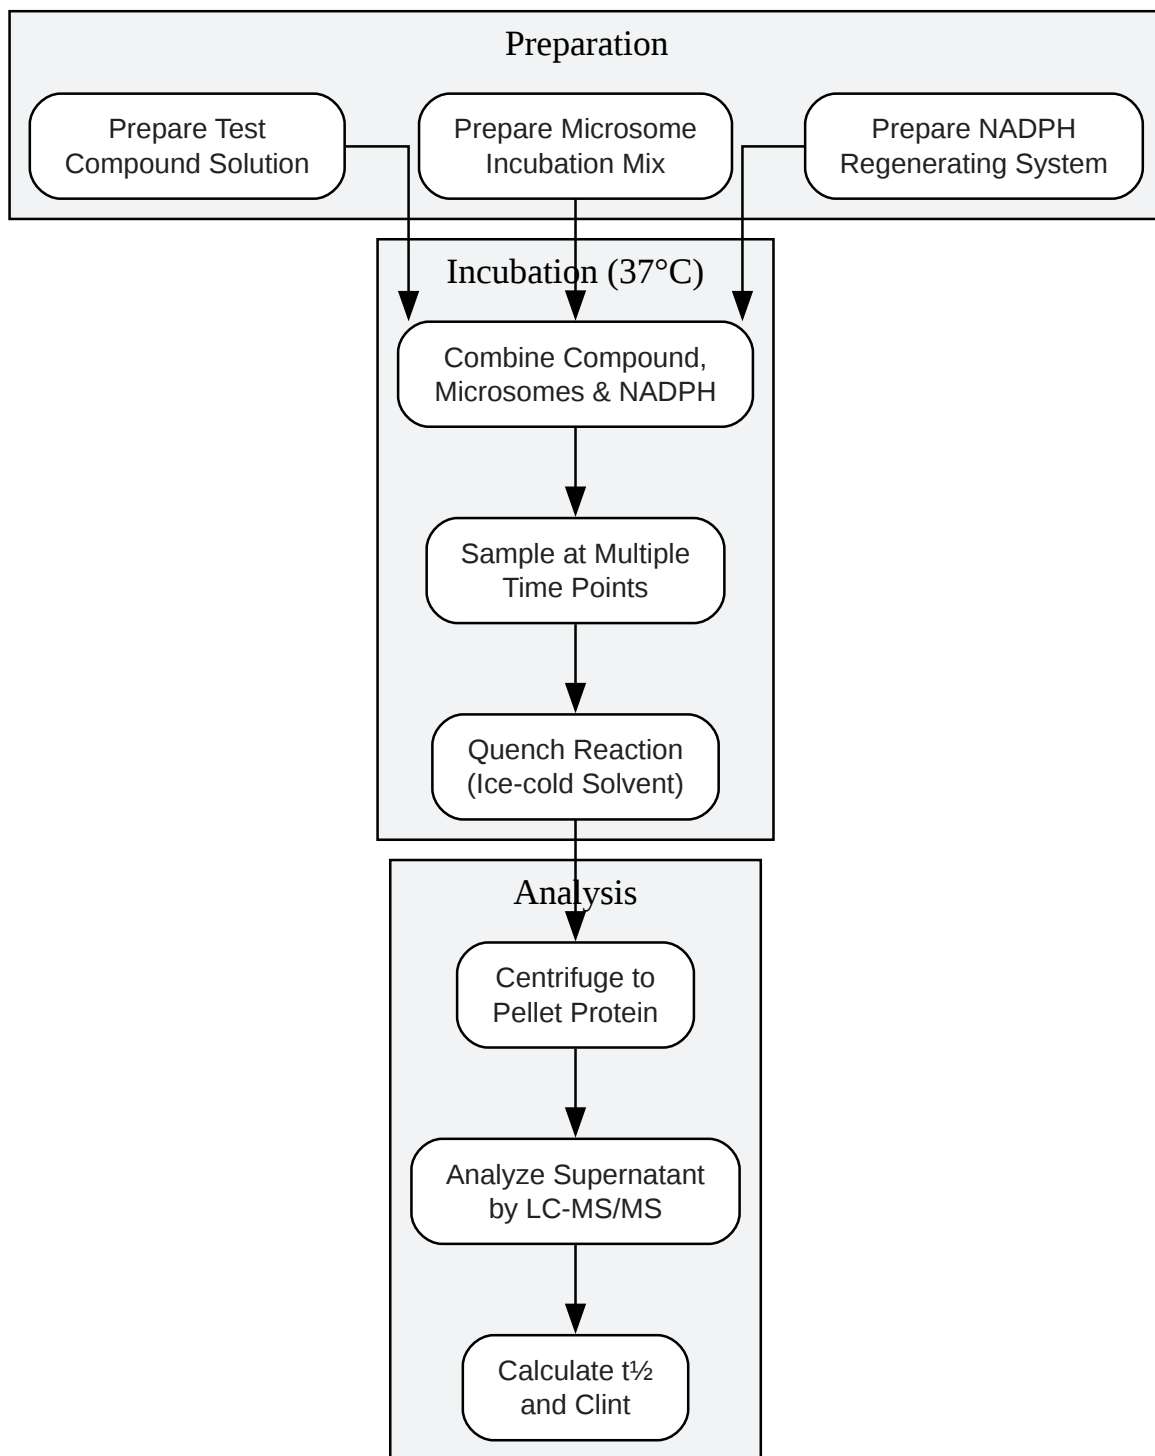 Preparation
Prepare Test
Compound Solution
Prepare Microsome
Incubation Mix
Prepare NADPH
Regenerating System
Incubation (37°C)
Combine Compound,
Microsomes & NADPH
Sample at Multiple
Time Points
Quench Reaction
(Ice-cold Solvent)
Analysis
Centrifuge to
Pellet Protein
Analyze Supernatant
by LC-MS/MS
Calculate t½
and Clint